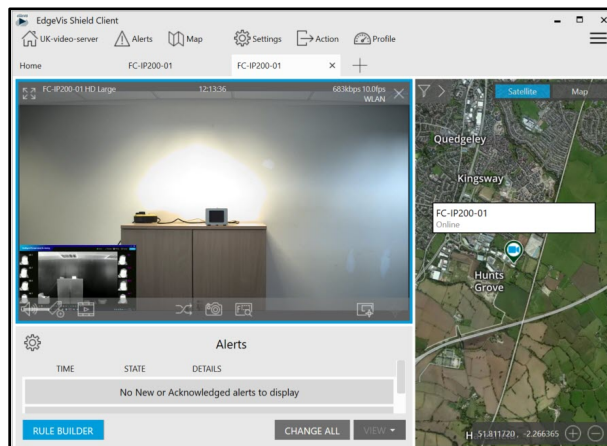 EdgeVis Shield Client
UK-video-server
Alerts
Map
Settings
Action
Profile
Home
FC-IP200-01
FC-IP200-01
FC-IP200-01 HD Large
12:13:36
683kbps 10.0fps
WLAN
Satellite
Map
Quedgeley
Kingsway
FC-IP200-01
Online
Hunts
Grove
Alerts
TIME
STATE
DETAILS
No New or Acknowledged alerts to display
RULE BUILDER
CHANGE ALL
VIEW
H 51.811720, -2.266365